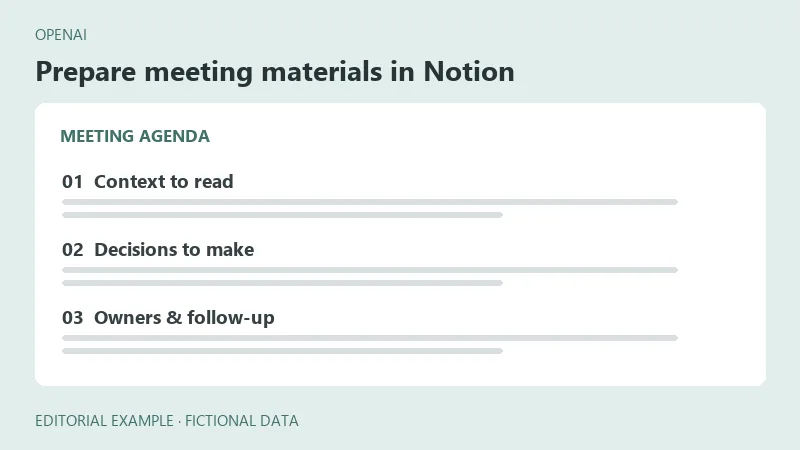 OPENAI
Prepare meeting materials in Notion
MEETING AGENDA
01 Context to read
02 Decisions to make
03 Owners & follow-up
EDITORIAL EXAMPLE · FICTIONAL DATA